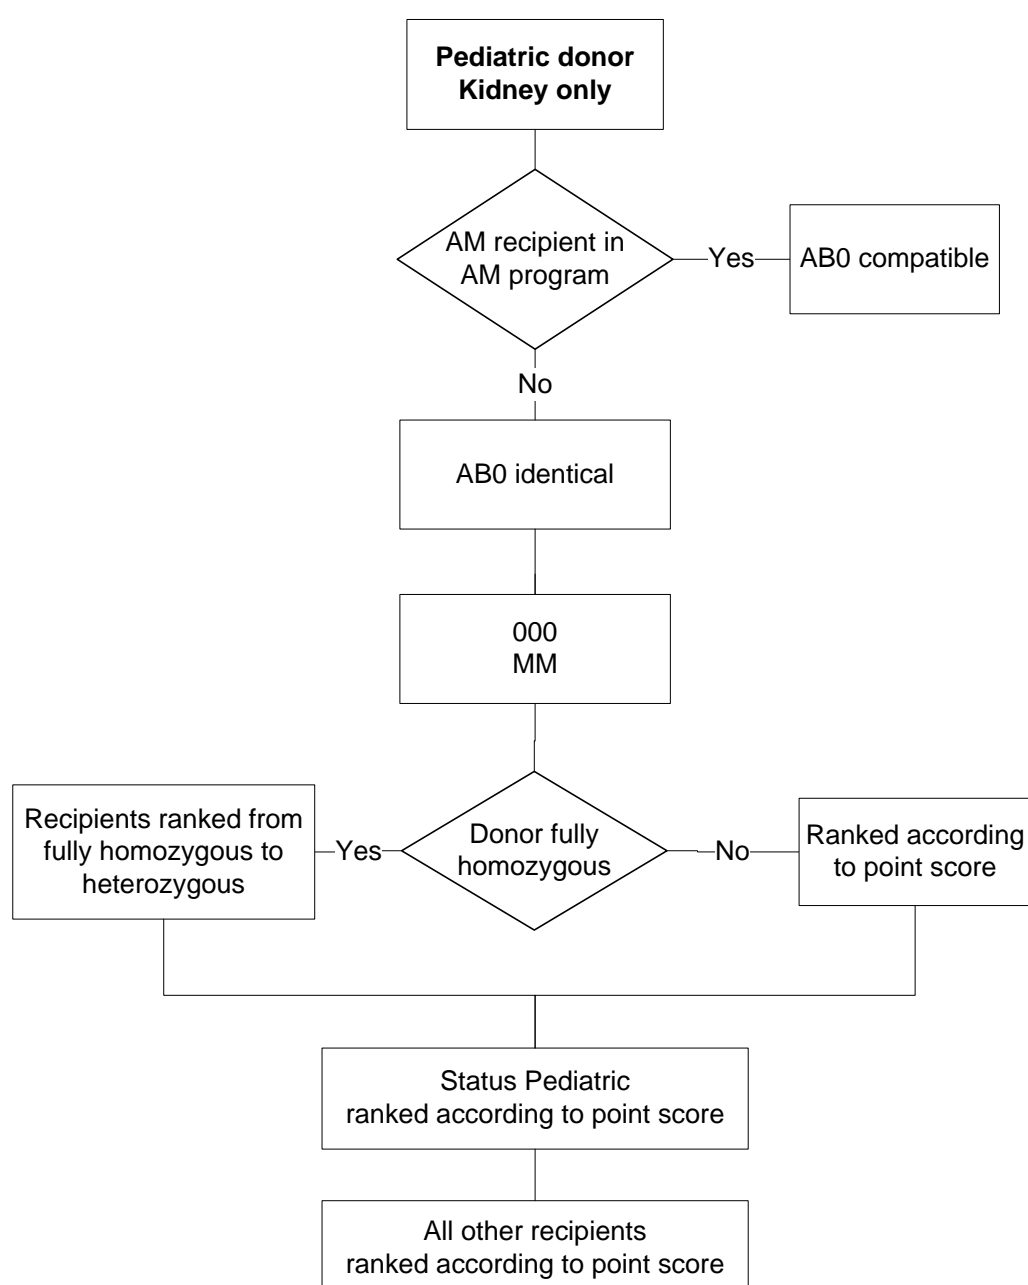 Pediatric donor
Kidney only
AM recipient in
AM program
Yes
AB0 compatible
No
AB0 identical
000
MM
Recipients ranked from
fully homozygous to
heterozygous
Yes
Donor fully
homozygous
No
Ranked according
to point score
Status Pediatric
ranked according to point score
All other recipients
ranked according to point score